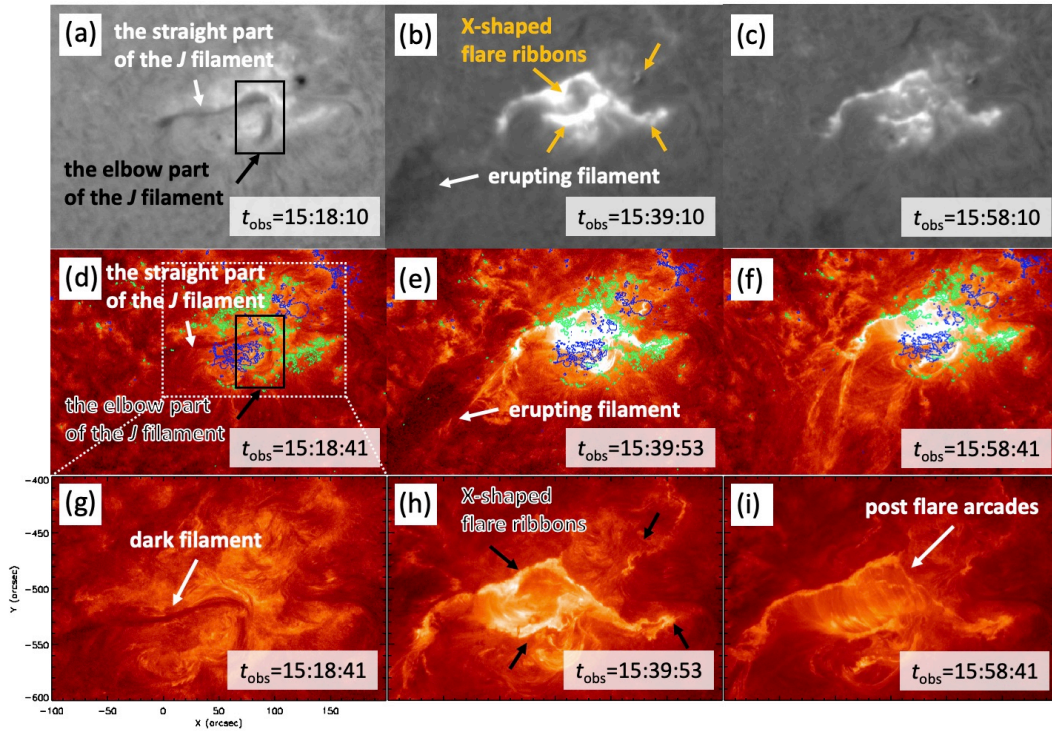 (a)
the straight part
of the J filament
the elbow part
of the J filament
tobs=15:18:10
(b)
X-shaped
flare ribbons
erupting filament
tobs=15:39:10
(c)
tobs=15:58:10
(d)
the straight part
of the J filament
the elbow part
of the J filament
tobs=15:18:41
(e)
erupting filament
tobs=15:39:53
(f)
tobs=15:58:41
(g)
dark filament
tobs=15:18:41
(h)
X-shaped
flare ribbons
tobs=15:39:53
(i)
post flare arcades
tobs=15:58:41
-400
-450
-500
-550
-600
Y (arcsec)
-100 -50 0 50 100 150
X (arcsec)